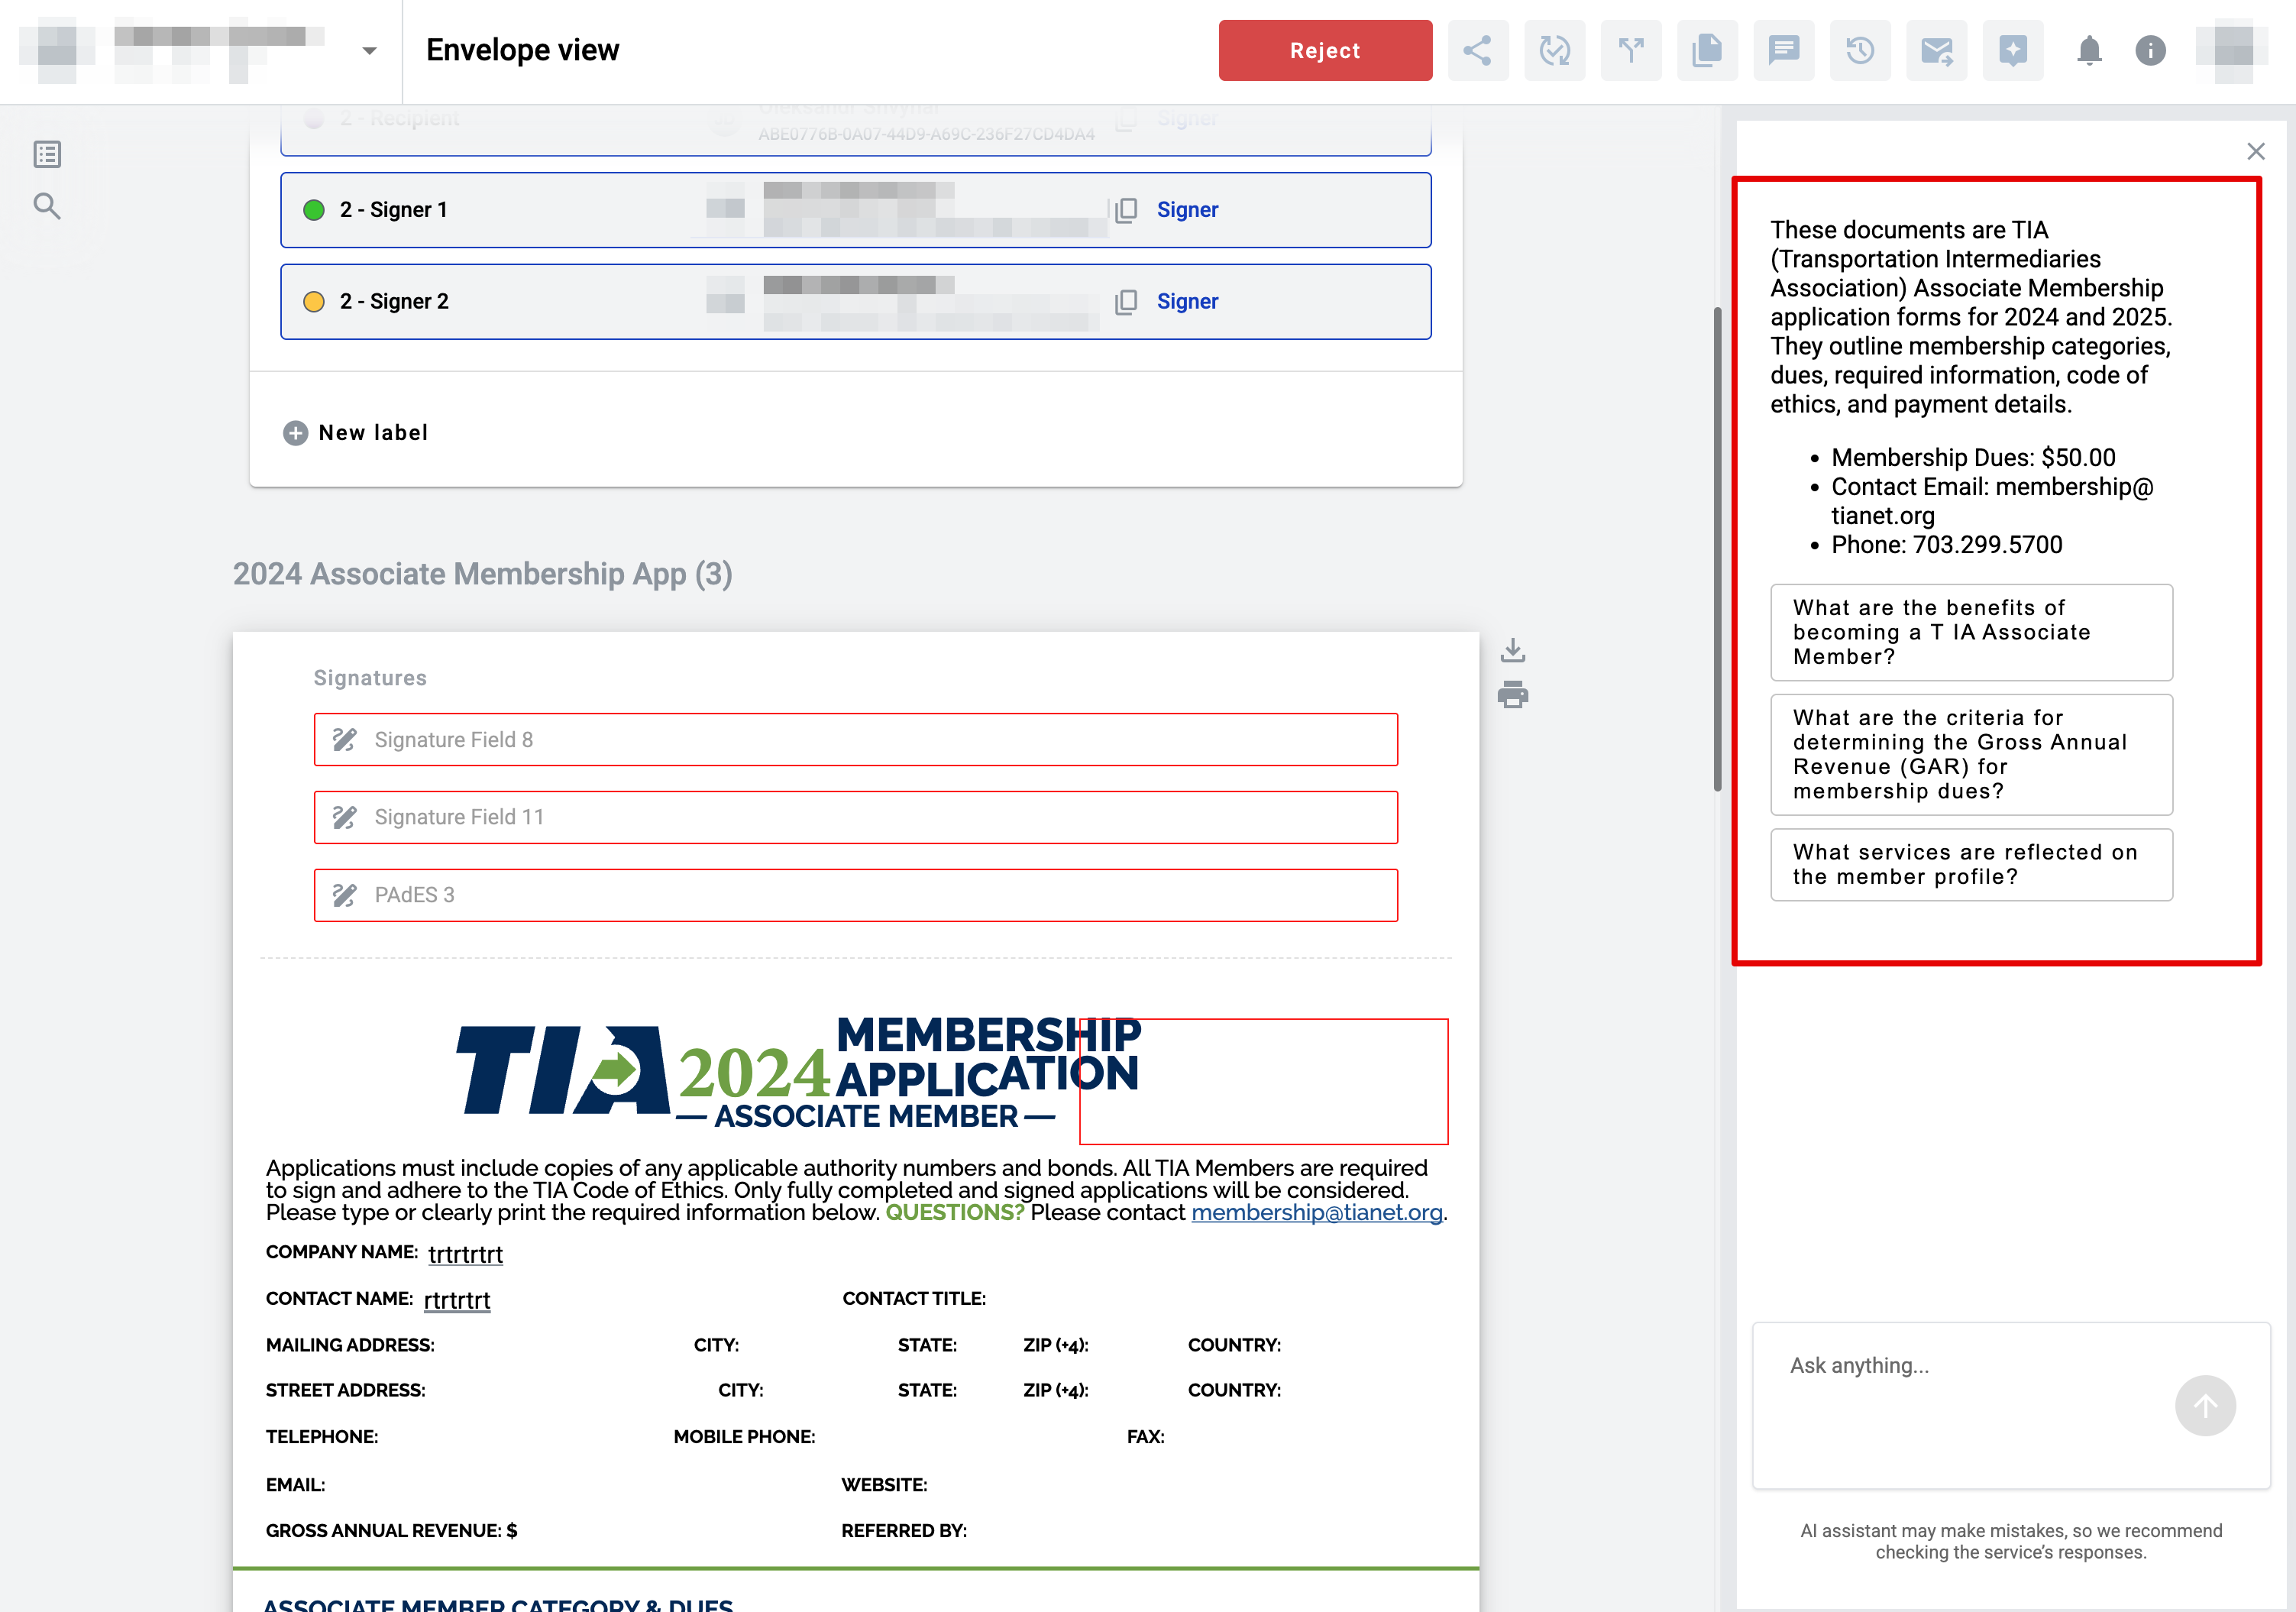 Envelope view
Reject
2 - Recipient
Oleksandr Shvyhar
Signer
ABE0776B-0A07-44D9-A69C-236F27CD4DA4
2 - Signer 1
Signer
2 - Signer 2
Signer
New label
2024 Associate Membership App (3)
Signatures
Signature Field 8
Signature Field 11
PAdES 3
TIA 2024 MEMBERSHIP
APPLICATION
— ASSOCIATE MEMBER —
Applications must include copies of any applicable authority numbers and bonds. All TIA Members are required
to sign and adhere to the TIA Code of Ethics. Only fully completed and signed applications will be considered.
Please type or clearly print the required information below. QUESTIONS? Please contact membership@tianet.org.
COMPANY NAME: trtrtrtrt
CONTACT NAME: rtrtrtrt CONTACT TITLE:
MAILING ADDRESS: CITY: STATE: ZIP (+4): COUNTRY:
STREET ADDRESS: CITY: STATE: ZIP (+4): COUNTRY:
TELEPHONE: MOBILE PHONE: FAX:
EMAIL: WEBSITE:
GROSS ANNUAL REVENUE: $ REFERRED BY:
ASSOCIATE MEMBER CATEGORY & DUES
These documents are TIA
(Transportation Intermediaries
Association) Associate Membership
application forms for 2024 and 2025.
They outline membership categories,
dues, required information, code of
ethics, and payment details.
• Membership Dues: $50.00
• Contact Email: membership@
tianet.org
• Phone: 703.299.5700
What are the benefits of
becoming a T IA Associate
Member?
What are the criteria for
determining the Gross Annual
Revenue (GAR) for
membership dues?
What services are reflected on
the member profile?
Ask anything...
AI assistant may make mistakes, so we recommend
checking the service's responses.